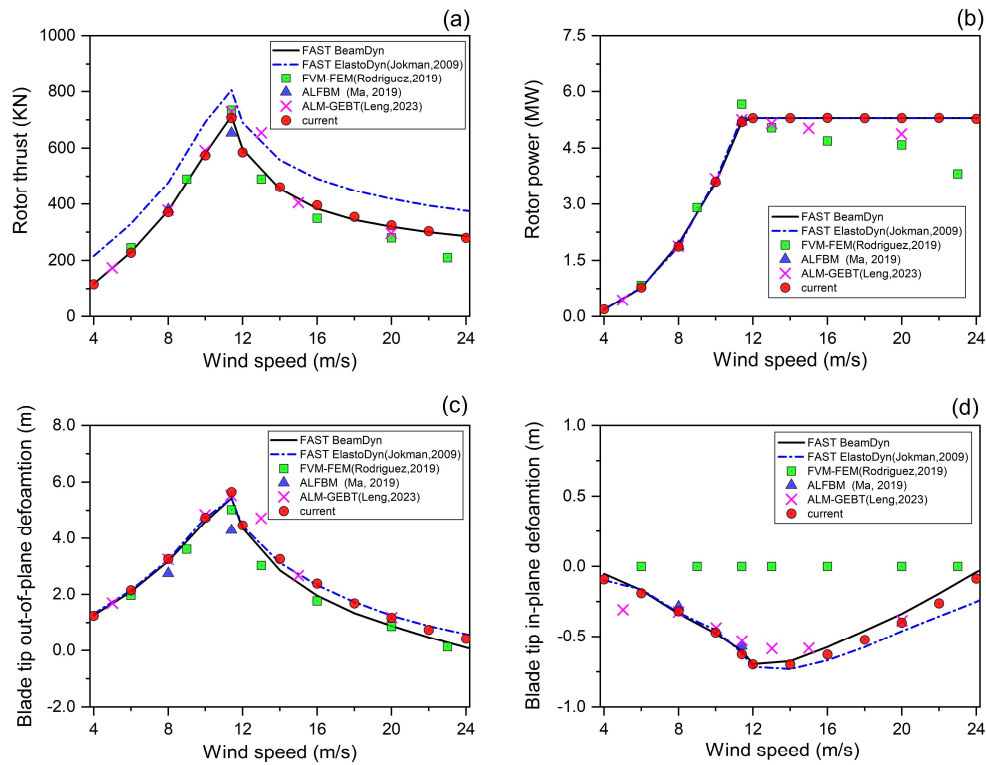 (a)
1000
800
600
400
200
0
Rotor thrust (KN)
FAST BeamDyn
FAST ElastoDyn(Jokman,2009)
FVM-FEM(Rodrigucz,2019)
ALFBM (Ma, 2019)
ALM-GEBT(Leng,2023)
current
4 8 12 16 20 24
Wind speed (m/s)
(b)
7.5
6.0
4.5
3.0
1.5
0.0
Rotor power (MW)
FAST BeamDyn
FAST ElastoDyn(Jokman,2009)
FVM-FEM(Rodriguez,2019)
ALFBM (Ma, 2019)
ALM-GEBT(Leng,2023)
current
4 8 12 16 20 24
Wind speed (m/s)
(c)
8.0
6.0
4.0
2.0
0.0
-2.0
Blade tip out-of-plane defoamtion (m)
FAST BeamDyn
FAST ElastoDyn(Jokman,2009)
FVM-FEM(Rodriguez,2019)
ALFBM (Ma, 2019)
ALM-GEBT(Leng,2023)
current
4 8 12 16 20 24
Wind speed (m/s)
(d)
1.0
0.5
0.0
-0.5
-1.0
Blade tip in-plane defoamtion (m)
FAST BeamDyn
FAST ElastoDyn(Jokman,2009)
FVM-FEM(Rodriguez,2019)
ALFBM (Ma, 2019)
ALM-GEBT(Leng,2023)
current
4 8 12 16 20 24
Wind speed (m/s)